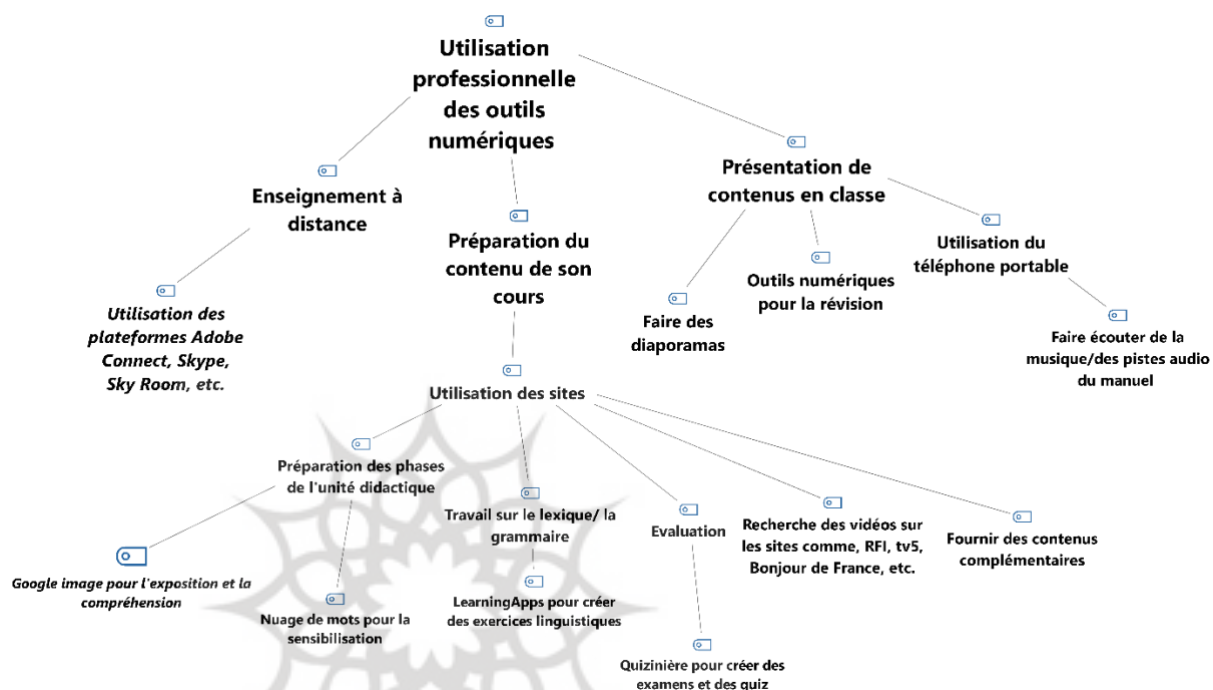 Utilisation
professionnelle
des outils
numériques
Enseignement à
distance
Utilisation des
plateformes Adobe
Connect, Skype,
Sky Room, etc.
Préparation du
contenu de son
cours
Utilisation des sites
Préparation des phases
de l'unité didactique
Google image pour l'exposition et la
compréhension
Nuage de mots pour la
sensibilisation
Travail sur le lexique/ la
grammaire
LearningApps pour créer
des exercices linguistiques
Evaluation
Quizinière pour créer des
examens et des quiz
Recherche des vidéos sur
les sites comme, RFI, tv5,
Bonjour de France, etc.
Fournir des contenus
complémentaires
Présentation de
contenus en classe
Faire des
diaporamas
Outils numériques
pour la révision
Utilisation du
téléphone portable
Faire écouter de la
musique/des pistes audio
du manuel